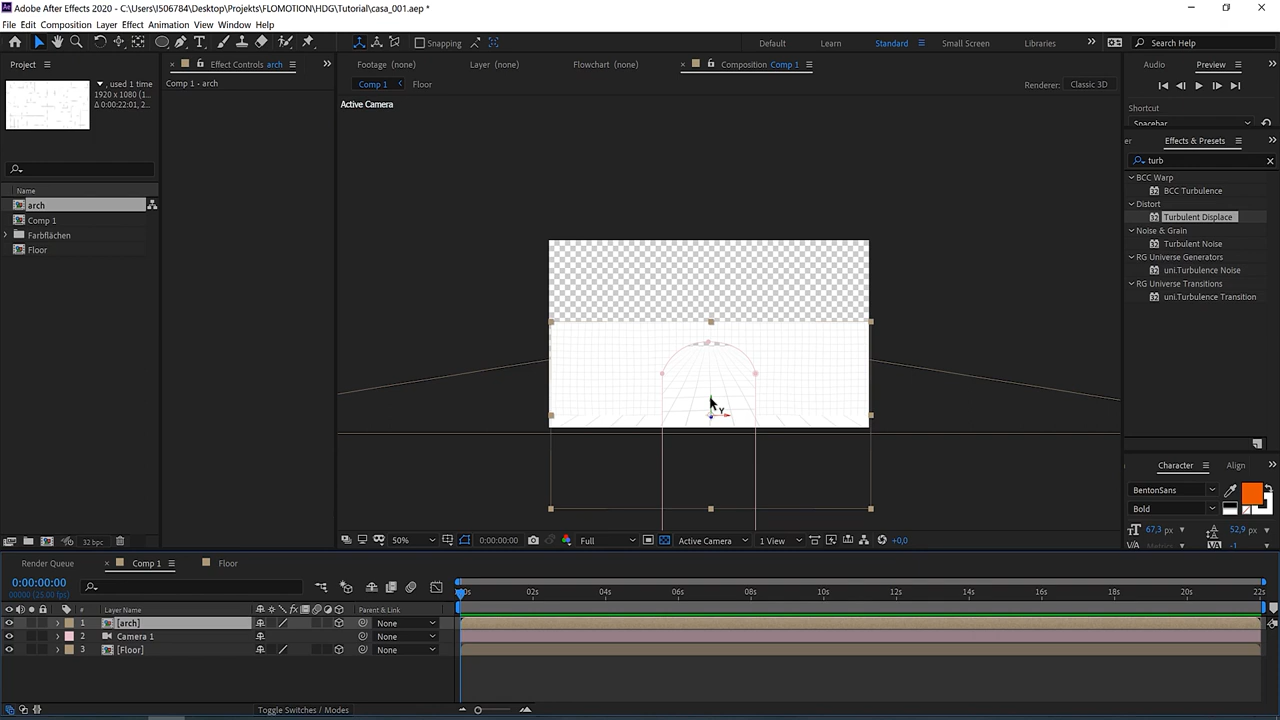 Adobe After Effects 2020 - C:\Users\I506784\Desktop\Projekts\FLOMOTION\HDG\Tutorial\casa_001.aep *
File Edit Composition Layer Effect Animation View Window Help
Snapping
Default Learn Standard Small Screen Libraries
Search Help
Project
Effect Controls arch
Footage (none)
Layer (none)
Flowchart (none)
Composition Comp 1
Audio
Preview
, used 1 time
1920 x 1080 (1...
Δ 0:00:22:01, 2...
Comp 1 - arch
Comp 1
Floor
Renderer:
Classic 3D
Active Camera
Shortcut
Spacebar
Effects & Presets
turb
Name
arch
Comp 1
Farbflächen
Floor
BCC Warp
BCC Turbulence
Distort
Turbulent Displace
Noise & Grain
Turbulent Noise
RG Universe Generators
uni.Turbulence Noise
RG Universe Transitions
uni.Turbulence Transition
Y
Character
Align
BentonSans
Bold
67,3 px
52,9 px
Metrics
-1
32 bpc
50%
0:00:00:00
Full
Active Camera
1 View
+0,0
Render Queue
Comp 1
Floor
0:00:00:00
00000 (25.00 fps)
:00s 02s 04s 06s 08s 10s 12s 14s 16s 18s 20s 22s
# Layer Name
Parent & Link
1 [arch] None
2 Camera 1 None
3 [Floor] None
Toggle Switches / Modes